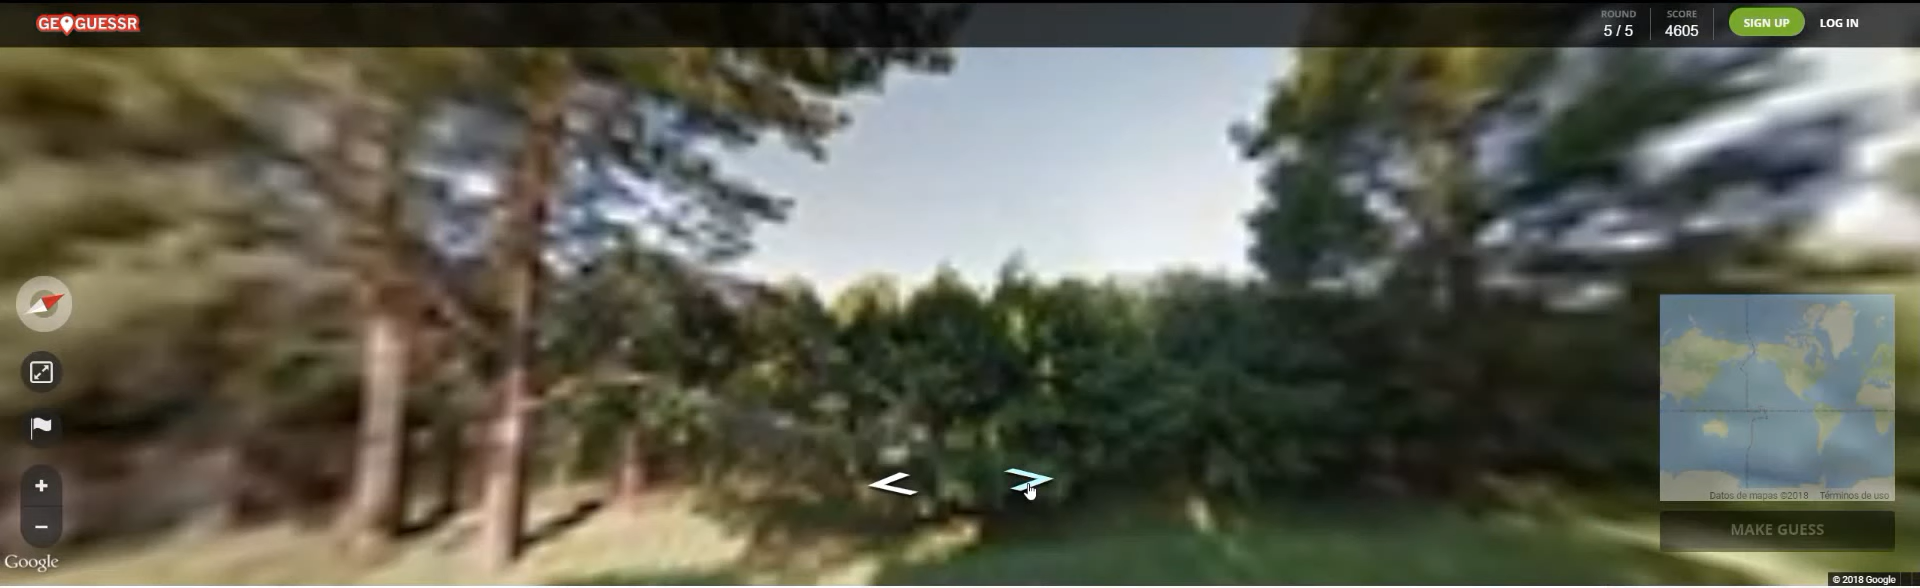 GEOGUESSR
ROUND
5 / 5
SCORE
4605
SIGN UP
LOG IN
+
−
Google
Datos de mapas ©2018 Términos de uso
MAKE GUESS
© 2018 Google